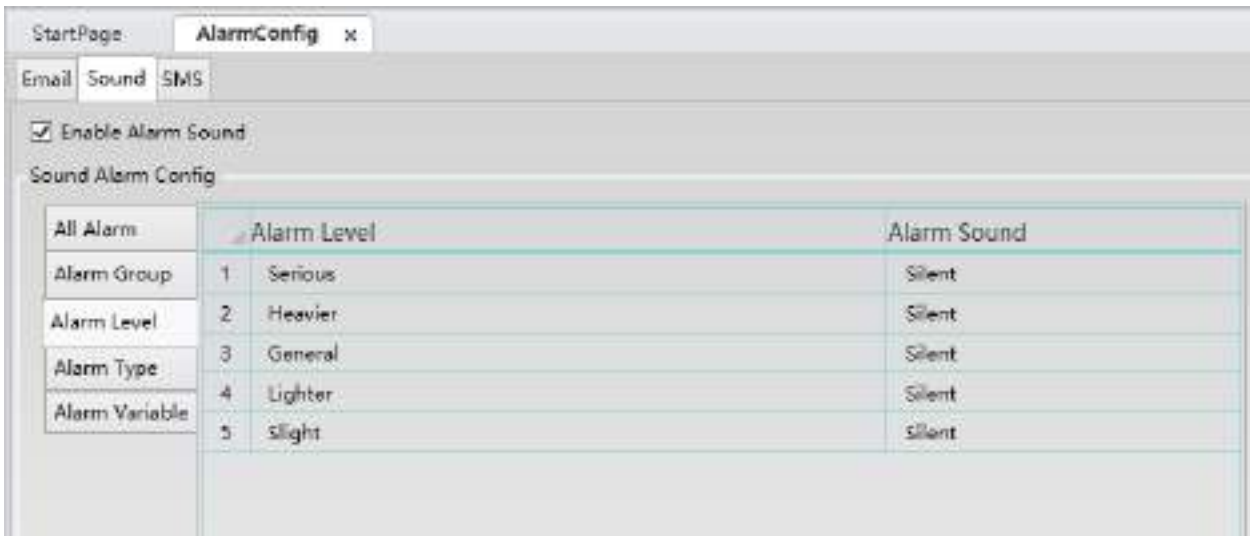 StartPage AlarmConfig x
Email Sound SMS
Enable Alarm Sound
Sound Alarm Config
All Alarm
Alarm Group
Alarm Level
Alarm Type
Alarm Variable
Alarm Level Alarm Sound
1 Serious Silent
2 Heavier Silent
3 General Silent
4 Lighter Silent
5 Slight Silent